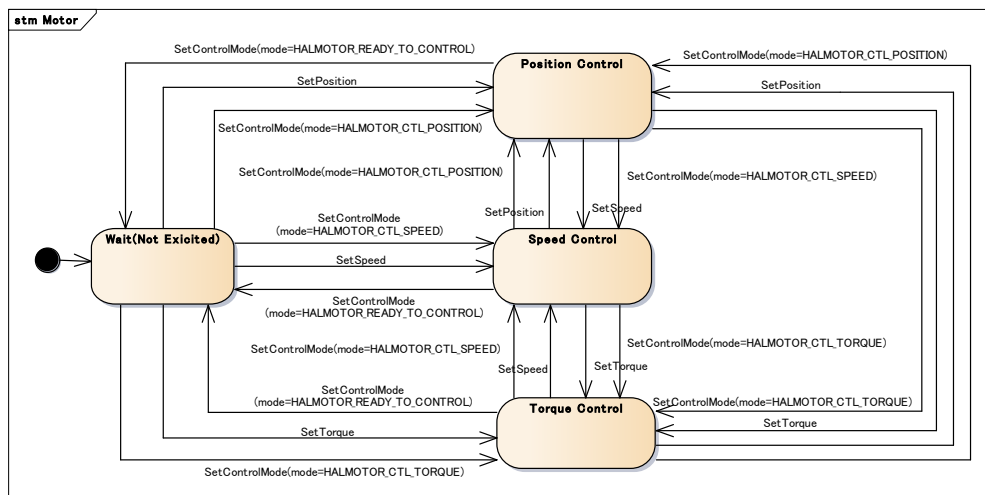 stm Motor
SetControlMode(mode=HALMOTOR_READY_TO_CONTROL)
Position Control
SetControlMode(mode=HALMOTOR_CTL_POSITION)
SetPosition
SetPosition
SetControlMode(mode=HALMOTOR_CTL_POSITION)
SetControlMode(mode=HALMOTOR_CTL_POSITION)
SetControlMode(mode=HALMOTOR_CTL_SPEED)
SetPosition
SetSpeed
SetControlMode
(mode=HALMOTOR_CTL_SPEED)
Wait(Not Exicited)
Speed Control
SetSpeed
SetControlMode
(mode=HALMOTOR_READY_TO_CONTROL)
SetControlMode(mode=HALMOTOR_CTL_SPEED)
SetControlMode(mode=HALMOTOR_CTL_TORQUE)
SetSpeed
SetTorque
SetControlMode
(mode=HALMOTOR_READY_TO_CONTROL)
Torque Control
SetControlMode(mode=HALMOTOR_CTL_TORQUE)
SetTorque
SetTorque
SetControlMode(mode=HALMOTOR_CTL_TORQUE)